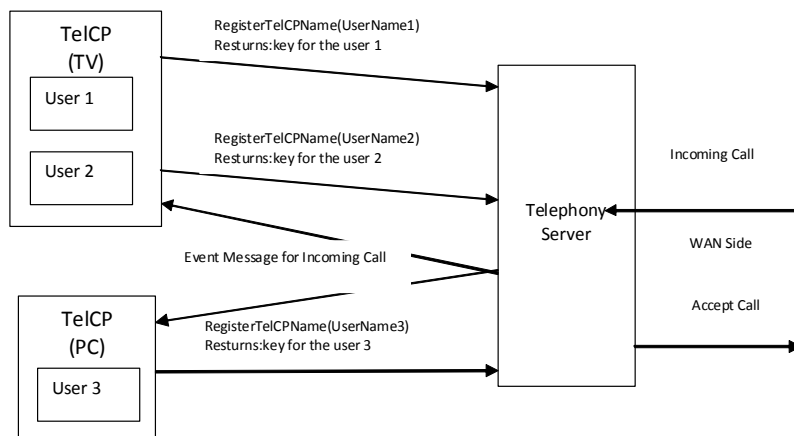 TelCP
(TV)
User 1
User 2
RegisterTelCPName(UserName1)
Resturns:key for the user 1
RegisterTelCPName(UserName2)
Resturns:key for the user 2
Event Message for Incoming Call
TelCP
(PC)
User 3
RegisterTelCPName(UserName3)
Resturns:key for the user 3
Telephony
Server
Incoming Call
WAN Side
Accept Call